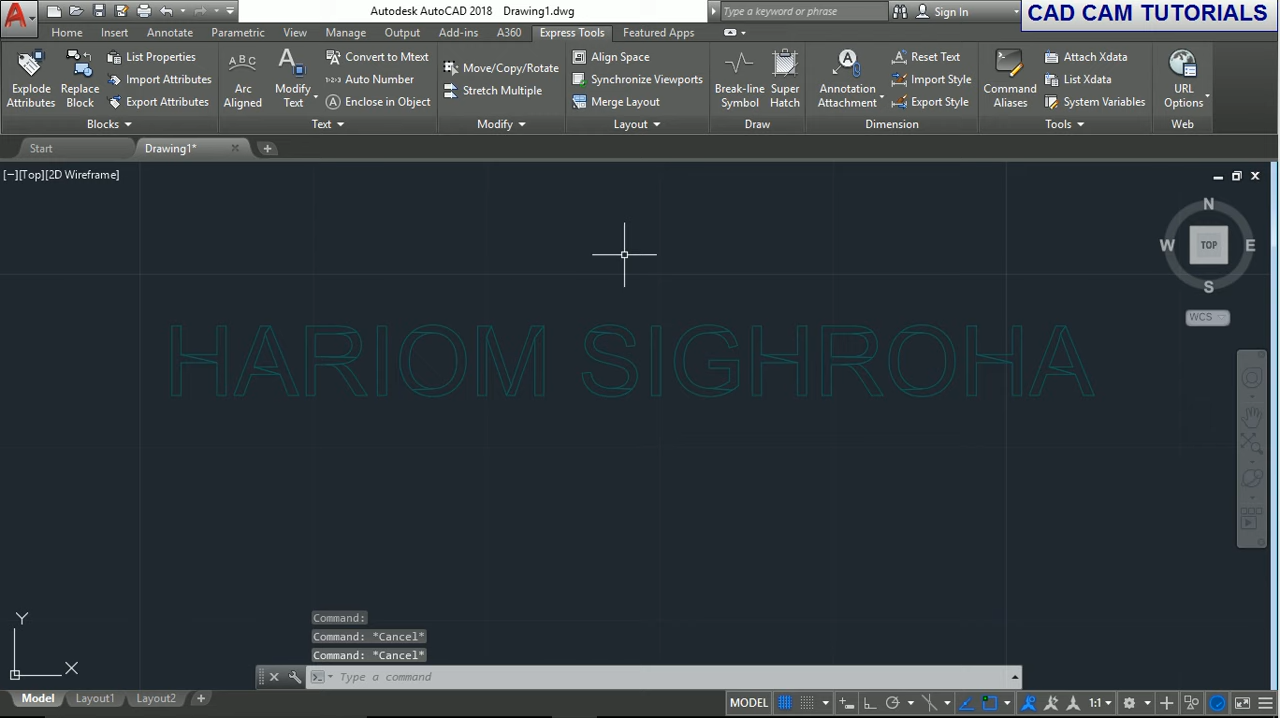 Autodesk AutoCAD 2018 Drawing1.dwg
Type a keyword or phrase
Sign In
CAD CAM TUTORIALS
Home Insert Annotate Parametric View Manage Output Add-ins A360 Express Tools Featured Apps
Explode Attributes
Replace Block
List Properties
Import Attributes
Export Attributes
Blocks
Arc Aligned
Modify Text
Convert to Mtext
Auto Number
Enclose in Object
Text
Move/Copy/Rotate
Stretch Multiple
Modify
Align Space
Synchronize Viewports
Merge Layout
Layout
Break-line Symbol
Super Hatch
Draw
Annotation Attachment
Reset Text
Import Style
Export Style
Dimension
Command Aliases
Attach Xdata
List Xdata
System Variables
Tools
URL Options
Web
Start Drawing1*
[−][Top][2D Wireframe]
N
W TOP E
S
WCS
HARIOM SIGHROHA
Command:
Command: *Cancel*
Command: *Cancel*
Y
X
Type a command
Model Layout1 Layout2
MODEL 1:1